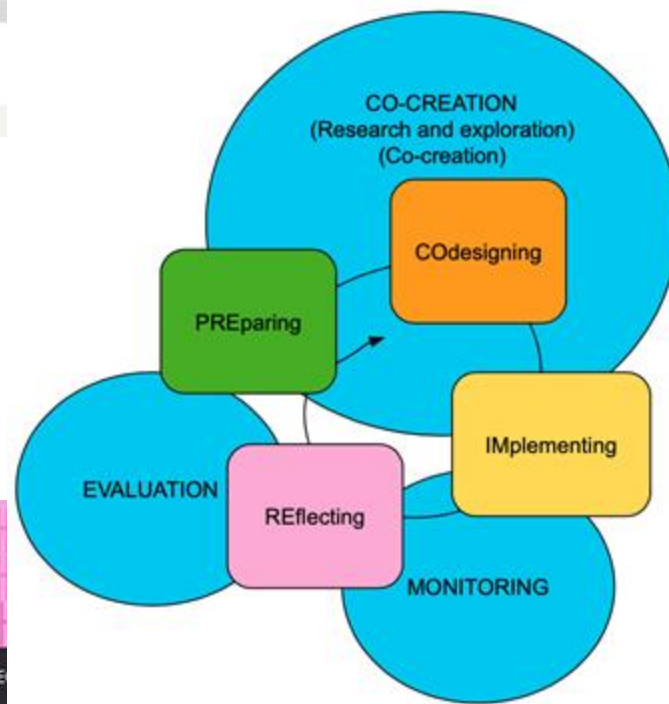 CO-CREATION
(Research and exploration)
(Co-creation)
COdesigning
PREparing
IMplementing
EVALUATION
REflecting
MONITORING